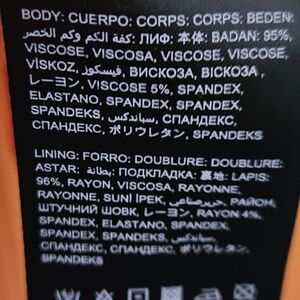 BODY: CUERPO: CORPS: CORPS: BEDEN:
كفة الكم وكم الخصر: ЛИФ: 本体: BADAN: 95%,
VISCOSE, VISCOSA, VISCOSE, VISCOSE,
VİSKOZ, فيسكوز, ВИСКОЗА, ВІСКОЗА,
レーヨン, VISCOSE 5%, SPANDEX,
ELASTANO, SPANDEX, SPANDEX,
SPANDEKS, سباندكس, СПАНДЕКС,
СПАНДЕКС, ポリウレタン, SPANDEKS
LINING: FORRO: DOUBLURE: DOUBLURE:
ASTAR: بطانة: ПОДКЛАДКА: 裏地: LAPIS:
96%, RAYON, VISCOSA, RAYONNE,
RAYONNE, SUNİ İPEK, حرير صناعي, РАЙОН,
ШТУЧНИЙ ШОВК, レーヨン, RAYON 4%,
SPANDEX, ELASTANO, SPANDEX,
SPANDEX, SPANDEKS, سباندكس,
СПАНДЕКС, СПАНДЕКС, ポリウレタン,
SPANDEKS